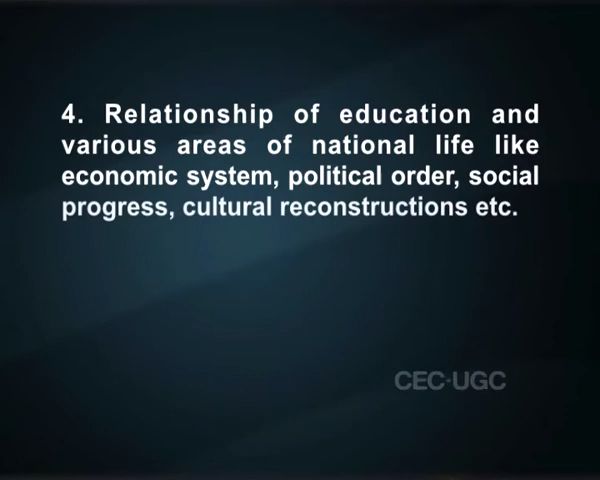 4. Relationship of education and
various areas of national life like
economic system, political order, social
progress, cultural reconstructions etc.
CEC-UGC